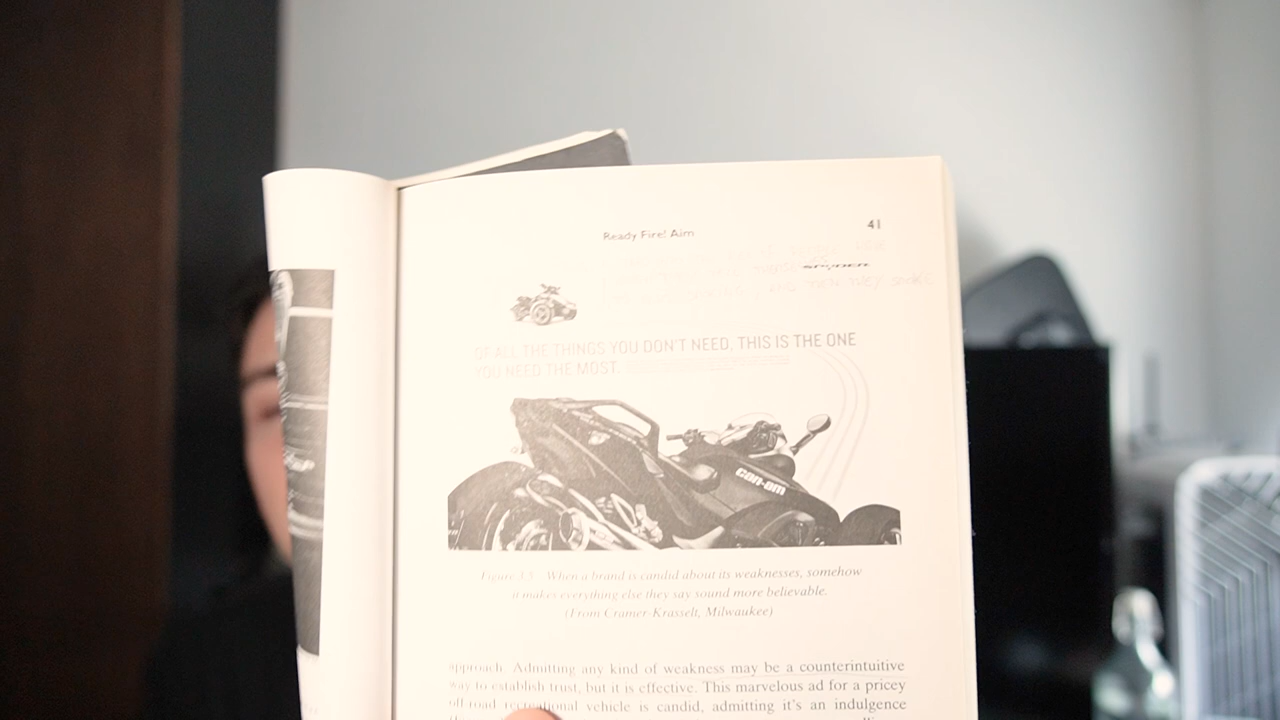 Ready Fire! Aim
41
SPYDER
OF ALL THE THINGS YOU DON'T NEED, THIS IS THE ONE
YOU NEED THE MOST.
can-am
Figure 3.5 When a brand is candid about its weaknesses, somehow
it makes everything else they say sound more believable.
(From Cramer-Krasselt, Milwaukee)
approach. Admitting any kind of weakness may be a counterintuitive
way to establish trust, but it is effective. This marvelous ad for a pricey
off-road recreational vehicle is candid, admitting it's an indulgence